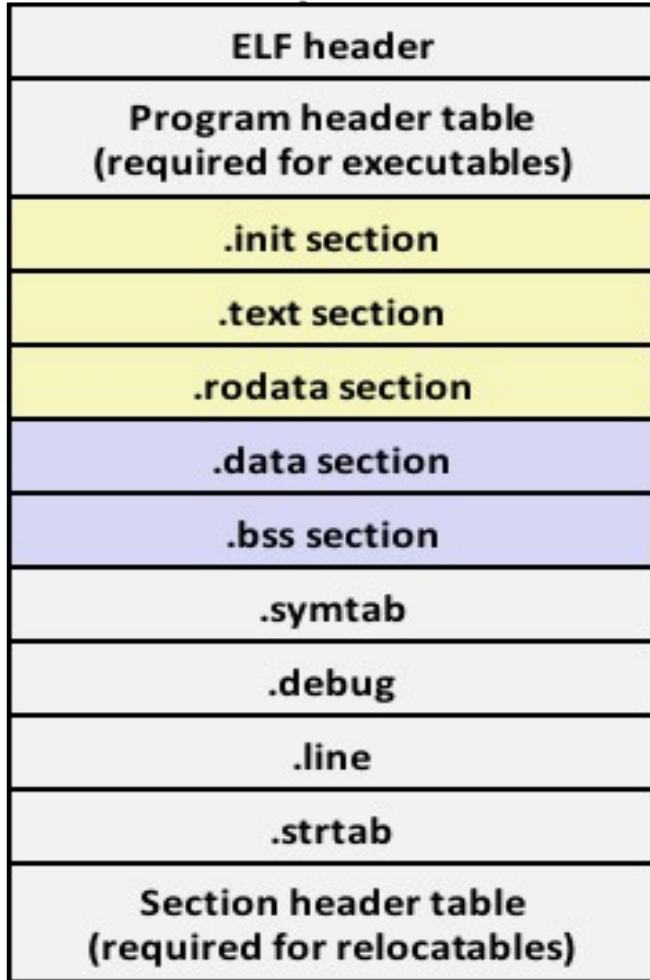 ELF header
Program header table
(required for executables)
.init section
.text section
.rodata section
.data section
.bss section
.symtab
.debug
.line
.strtab
Section header table
(required for relocatables)